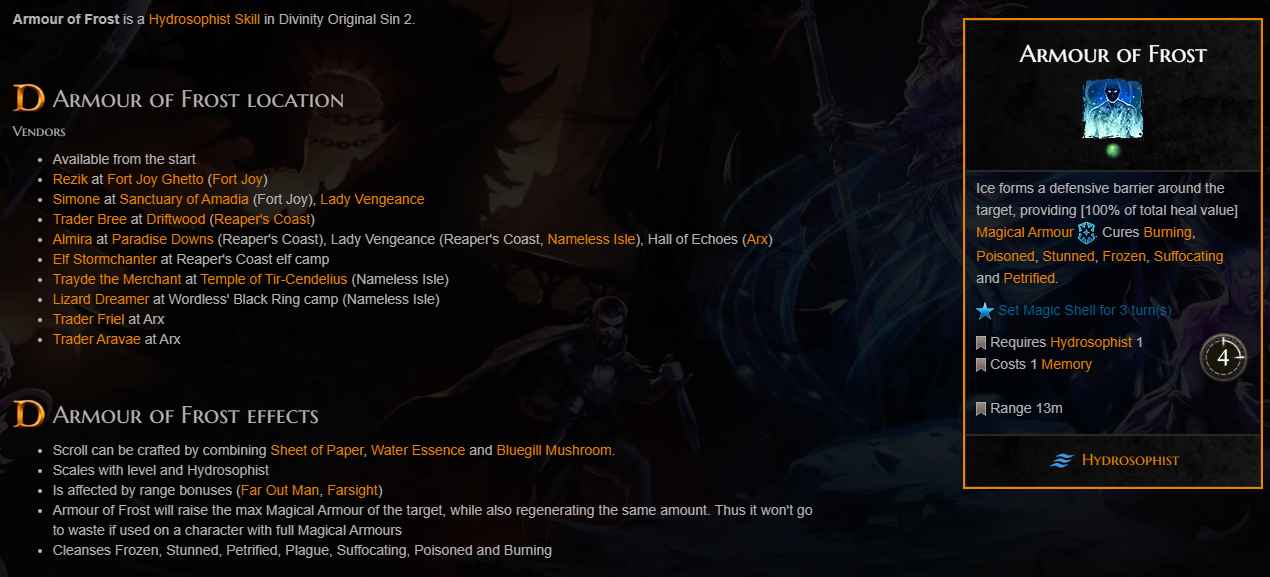 Armour of Frost is a Hydrosophist Skill in Divinity Original Sin 2.
Armour of Frost location
Vendors
Available from the start
Rezik at Fort Joy Ghetto (Fort Joy)
Simone at Sanctuary of Amadia (Fort Joy), Lady Vengeance
Trader Bree at Driftwood (Reaper's Coast)
Almira at Paradise Downs (Reaper's Coast), Lady Vengeance (Reaper's Coast, Nameless Isle), Hall of Echoes (Arx)
Elf Stormchanter at Reaper's Coast elf camp
Trayde the Merchant at Temple of Tir-Cendelius (Nameless Isle)
Lizard Dreamer at Wordless' Black Ring camp (Nameless Isle)
Trader Friel at Arx
Trader Aravae at Arx
Armour of Frost effects
Scroll can be crafted by combining Sheet of Paper, Water Essence and Bluegill Mushroom.
Scales with level and Hydrosophist
Is affected by range bonuses (Far Out Man, Farsight)
Armour of Frost will raise the max Magical Armour of the target, while also regenerating the same amount. Thus it won't go
to waste if used on a character with full Magical Armours
Cleanses Frozen, Stunned, Petrified, Plague, Suffocating, Poisoned and Burning
Armour of Frost
Ice forms a defensive barrier around the
target, providing [100% of total heal value]
Magical Armour Cures Burning,
Poisoned, Stunned, Frozen, Suffocating
and Petrified.
Set Magic Shell for 3 turn(s).
Requires Hydrosophist 1
Costs 1 Memory
4
Range 13m
Hydrosophist